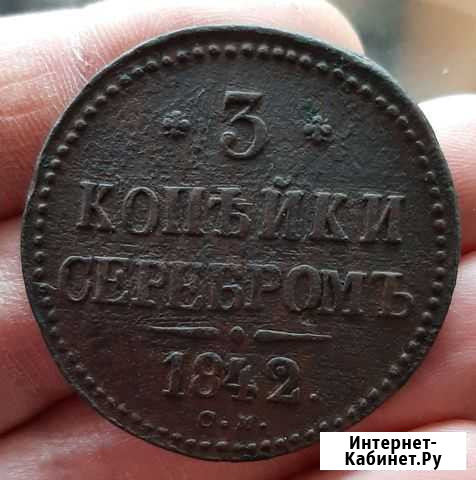 3
КОПѢЙКИ
СЕРЕБРОМЪ
1842.
С.М.
Интернет-
Кабинет.Ру